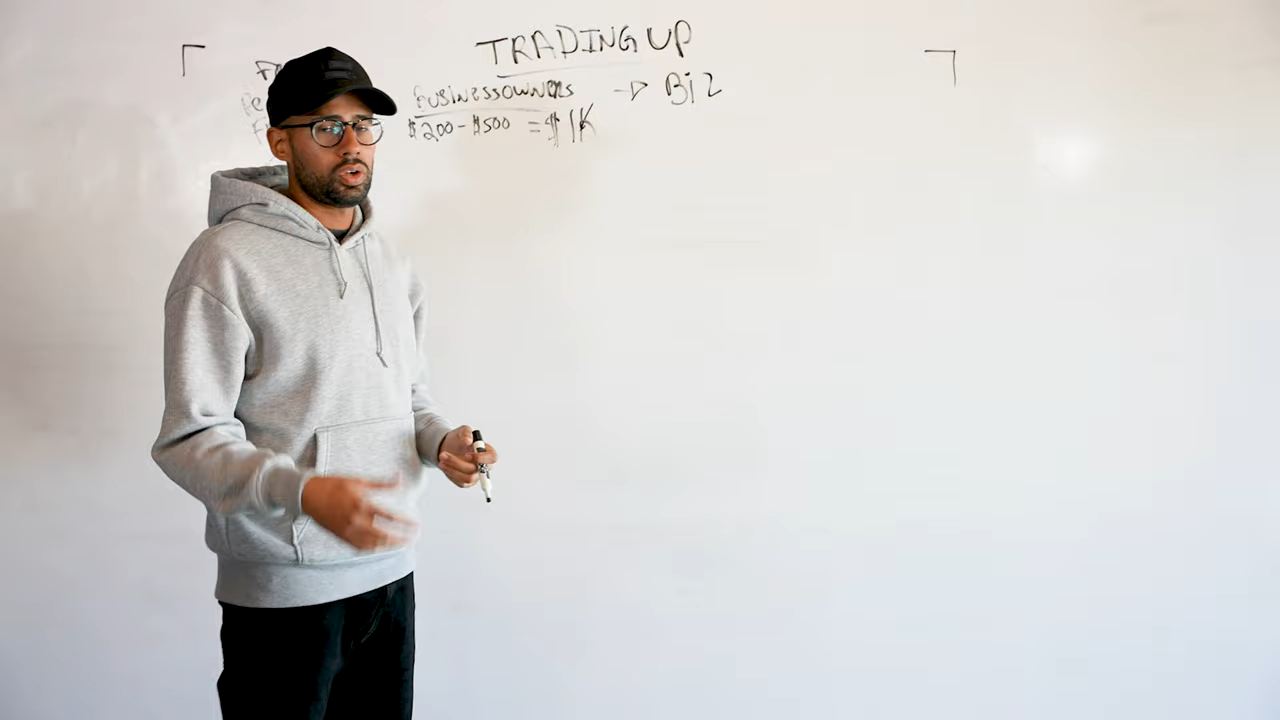 TRADING UP
BUSINESSOWNERS → BIZ
$200-$500 =$1K